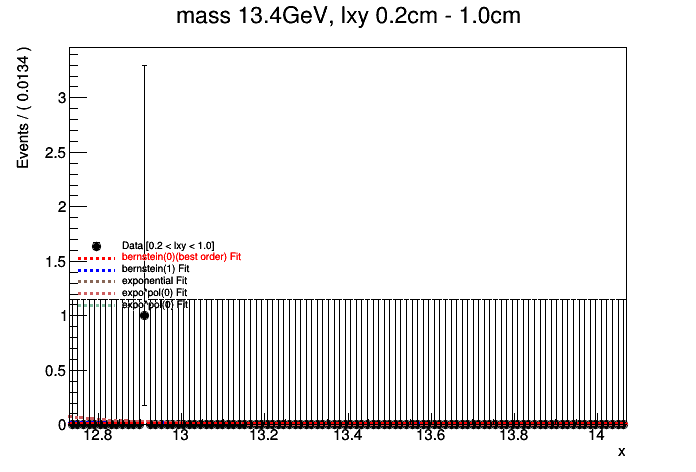 mass 13.4GeV, lxy 0.2cm - 1.0cm
Events / ( 0.0134 )
3
2.5
2
1.5
1
0.5
0
Data [0.2 < lxy < 1.0]
bernstein(0)(best order) Fit
bernstein(1) Fit
exponential Fit
expo*pol(0) Fit
expo*pol(0) Fit
12.8 13 13.2 13.4 13.6 13.8 14
x